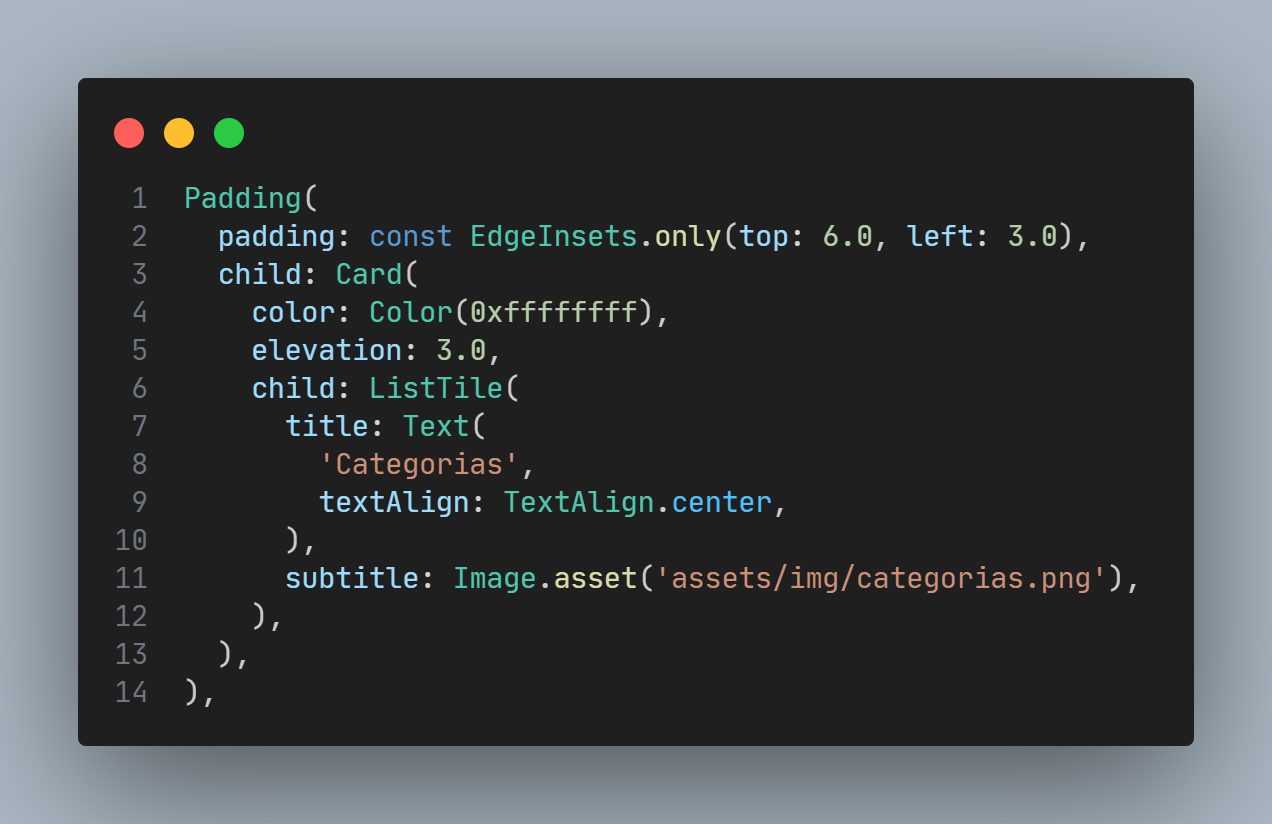 1 Padding(
2   padding: const EdgeInsets.only(top: 6.0, left: 3.0),
3   child: Card(
4     color: Color(0xffffffff),
5     elevation: 3.0,
6     child: ListTile(
7       title: Text(
8         'Categorias',
9         textAlign: TextAlign.center,
10       ),
11       subtitle: Image.asset('assets/img/categorias.png'),
12     ),
13   ),
14 ),